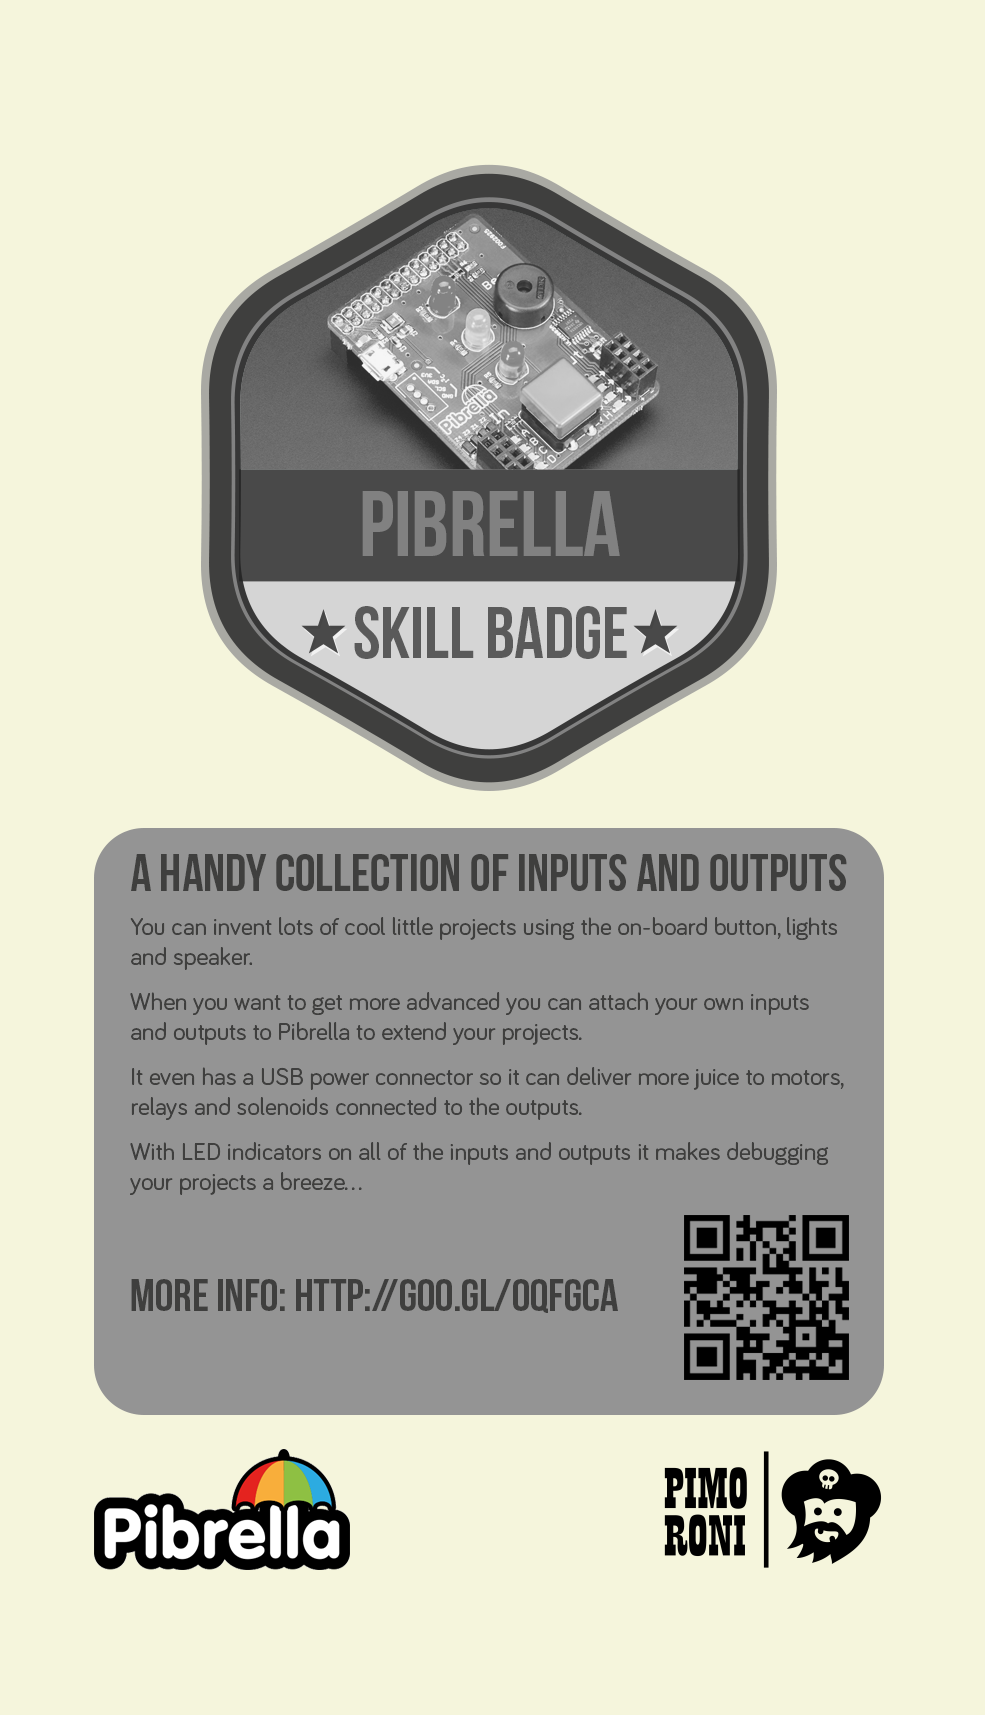 PIBRELLA
SKILL BADGE
A HANDY COLLECTION OF INPUTS AND OUTPUTS
You can invent lots of cool little projects using the on-board button, lights
and speaker.
When you want to get more advanced you can attach your own inputs
and outputs to Pibrella to extend your projects.
It even has a USB power connector so it can deliver more juice to motors,
relays and solenoids connected to the outputs.
With LED indicators on all of the inputs and outputs it makes debugging
your projects a breeze...
MORE INFO: HTTP://GOO.GL/OQFGCA
Pibrella
PIMO
RONI